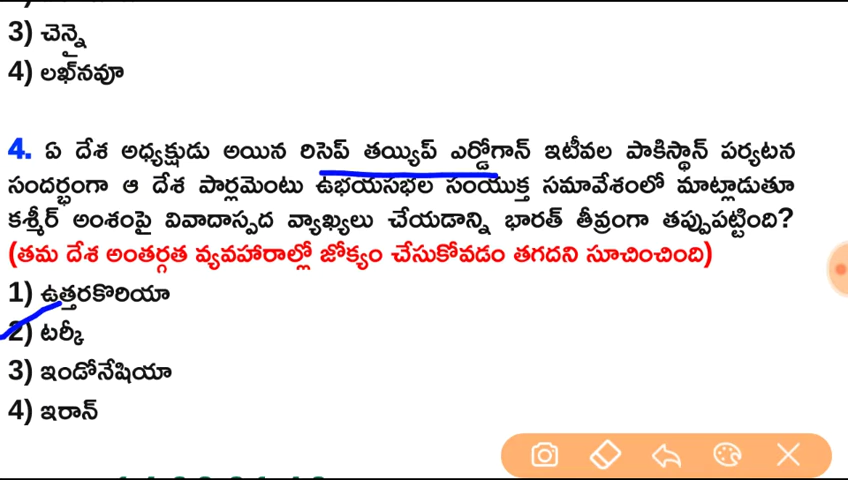 3) చెన్నై
4) లఖ్‌నవూ
4. ఏ దేశ అధ్యక్షుడు అయిన రిసెప్ తయ్యిప్ ఎర్డోగాన్ ఇటీవల పాకిస్థాన్ పర్యటన
సందర్భంగా ఆ దేశ పార్లమెంటు ఉభయసభల సంయుక్త సమావేశంలో మాట్లాడుతూ
కశ్మీర్ అంశంపై వివాదాస్పద వ్యాఖ్యలు చేయడాన్ని భారత్ తీవ్రంగా తప్పుపట్టింది?
(తమ దేశ అంతర్గత వ్యవహారాల్లో జోక్యం చేసుకోవడం తగదని సూచించింది)
1) ఉత్తరకొరియా
2) టర్కీ
3) ఇండోనేషియా
4) ఇరాన్